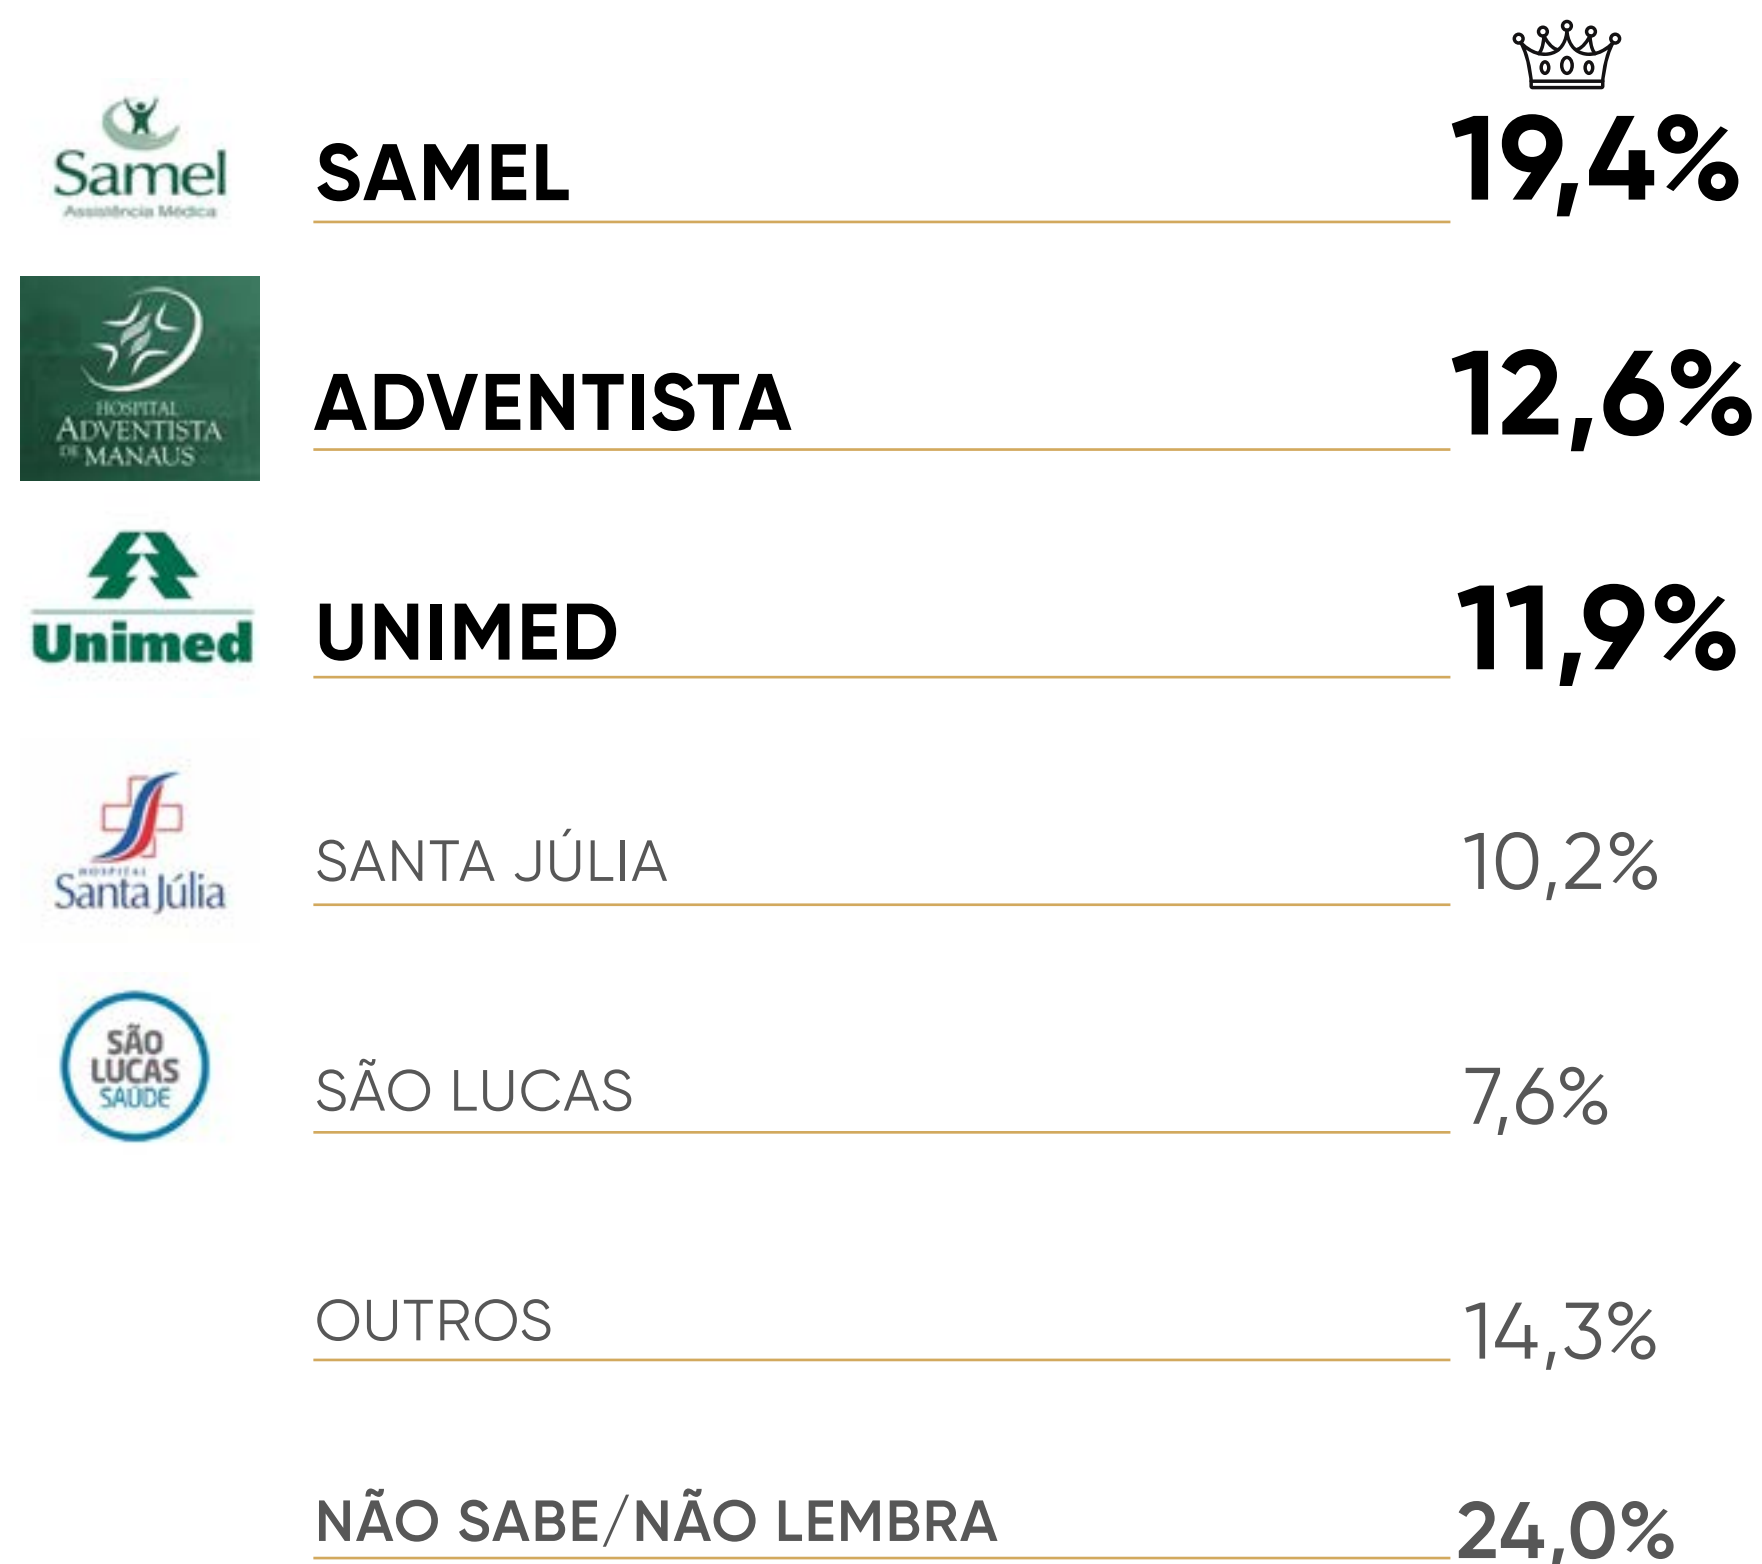 Samel
Assistência Médica
SAMEL
19,4%
HOSPITAL
ADVENTISTA
DE MANAUS
ADVENTISTA
12,6%
Unimed
UNIMED
11,9%
HOSPITAL
Santa Júlia
SANTA JÚLIA
10,2%
SÃO
LUCAS
SAÚDE
SÃO LUCAS
7,6%
OUTROS
14,3%
NÃO SABE/NÃO LEMBRA
24,0%